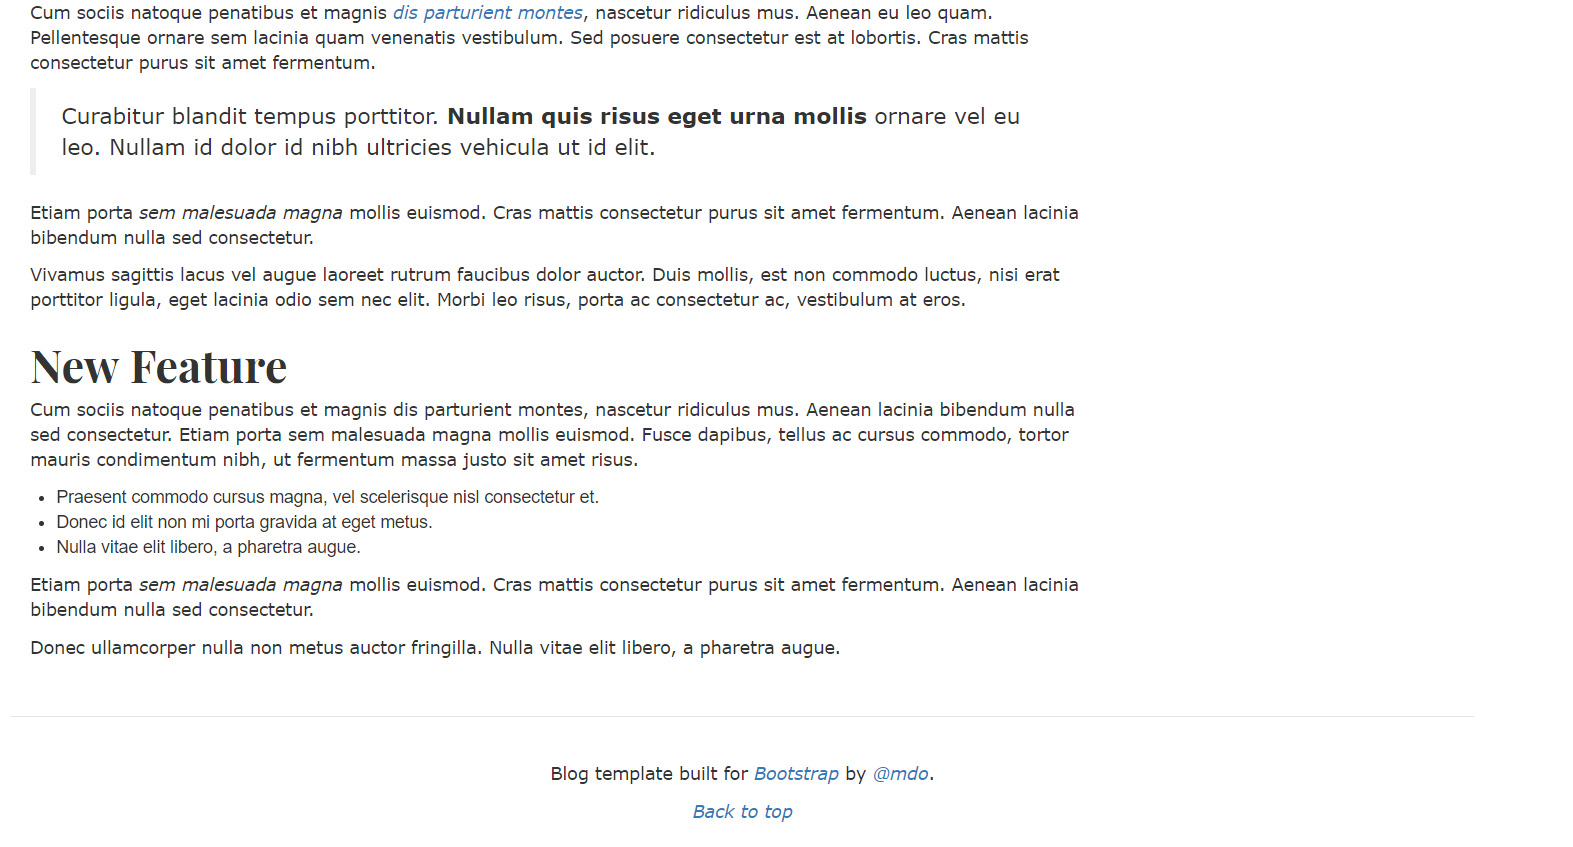 Cum sociis natoque penatibus et magnis dis parturient montes, nascetur ridiculus mus. Aenean eu leo quam.
Pellentesque ornare sem lacinia quam venenatis vestibulum. Sed posuere consectetur est at lobortis. Cras mattis
consectetur purus sit amet fermentum.
Curabitur blandit tempus porttitor. Nullam quis risus eget urna mollis ornare vel eu
leo. Nullam id dolor id nibh ultricies vehicula ut id elit.
Etiam porta sem malesuada magna mollis euismod. Cras mattis consectetur purus sit amet fermentum. Aenean lacinia
bibendum nulla sed consectetur.
Vivamus sagittis lacus vel augue laoreet rutrum faucibus dolor auctor. Duis mollis, est non commodo luctus, nisi erat
porttitor ligula, eget lacinia odio sem nec elit. Morbi leo risus, porta ac consectetur ac, vestibulum at eros.
New Feature
Cum sociis natoque penatibus et magnis dis parturient montes, nascetur ridiculus mus. Aenean lacinia bibendum nulla
sed consectetur. Etiam porta sem malesuada magna mollis euismod. Fusce dapibus, tellus ac cursus commodo, tortor
mauris condimentum nibh, ut fermentum massa justo sit amet risus.
• Praesent commodo cursus magna, vel scelerisque nisl consectetur et.
• Donec id elit non mi porta gravida at eget metus.
• Nulla vitae elit libero, a pharetra augue.
Etiam porta sem malesuada magna mollis euismod. Cras mattis consectetur purus sit amet fermentum. Aenean lacinia
bibendum nulla sed consectetur.
Donec ullamcorper nulla non metus auctor fringilla. Nulla vitae elit libero, a pharetra augue.
Blog template built for Bootstrap by @mdo.
Back to top